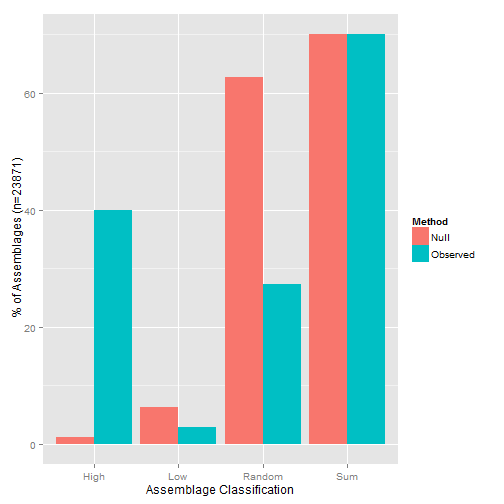 % of Assemblages (n=23871)
60
40
20
0
High Low Random Sum
Assemblage Classification
Method
Null
Observed